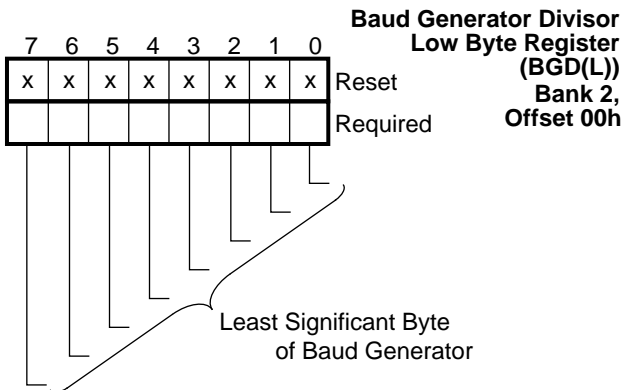 Baud Generator Divisor
Low Byte Register
(BGD(L))
Bank 2,
Offset 00h
7 6 5 4 3 2 1 0
x x x x x x x x Reset
Required
Least Significant Byte
of Baud Generator